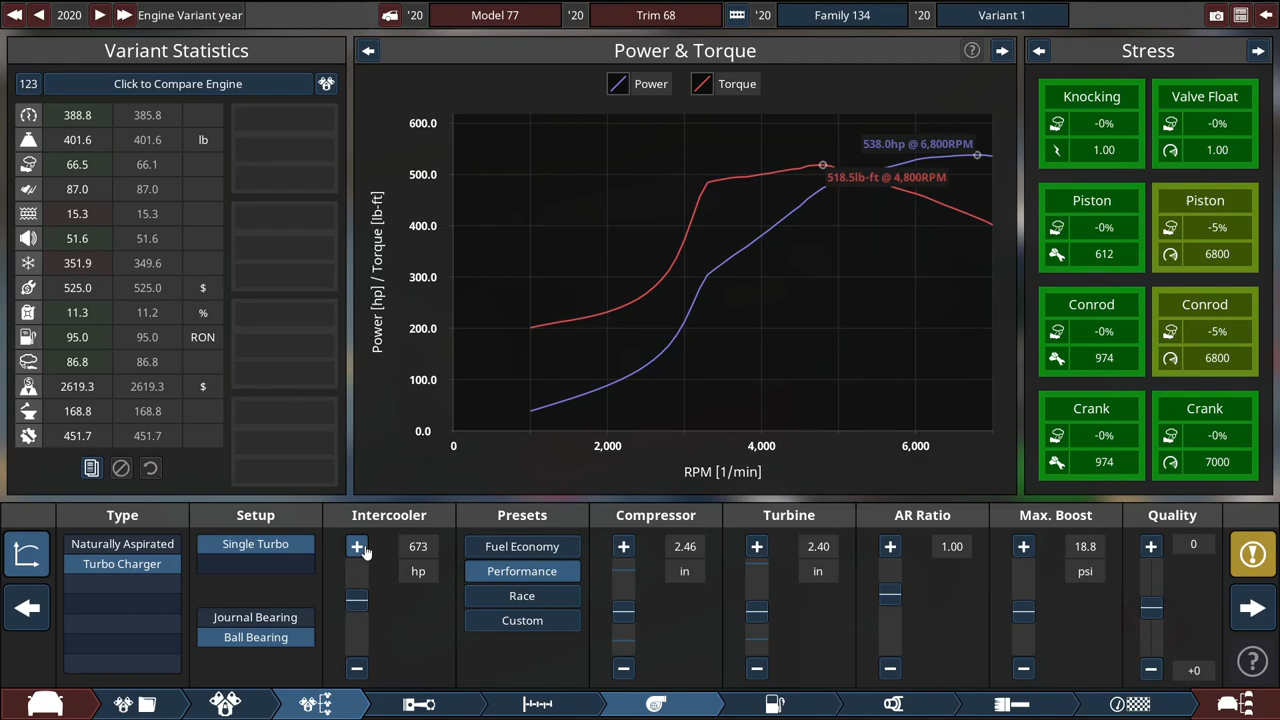 2020 Engine Variant year '20 Model 77 '20 Trim 68 '20 Family 134 '20 Variant 1
Variant Statistics
123 Click to Compare Engine
388.8 385.8
401.6 401.6 lb
66.5 66.1
87.0 87.0
15.3 15.3
51.6 51.6
351.9 349.6
525.0 525.0 $
11.3 11.2 %
95.0 95.0 RON
86.8 86.8
2619.3 2619.3 $
168.8 168.8
451.7 451.7
Power & Torque
Power Torque
Power [hp] / Torque [lb-ft]
600.0
500.0
400.0
300.0
200.0
100.0
0.0
538.0hp @ 6,800RPM
518.5lb-ft @ 4,800RPM
0 2,000 4,000 6,000
RPM [1/min]
Stress
Knocking
-0%
1.00
Valve Float
-0%
1.00
Piston
-0%
612
Piston
-5%
6800
Conrod
-0%
974
Conrod
-5%
6800
Crank
-0%
974
Crank
-0%
7000
Type
Naturally Aspirated
Turbo Charger
Setup
Single Turbo
Journal Bearing
Ball Bearing
Intercooler
+ 673
hp
−
Presets
Fuel Economy
Performance
Race
Custom
Compressor
+ 2.46
in
−
Turbine
+ 2.40
in
−
AR Ratio
+ 1.00
−
Max. Boost
+ 18.8
psi
−
Quality
+ 0
− +0
?